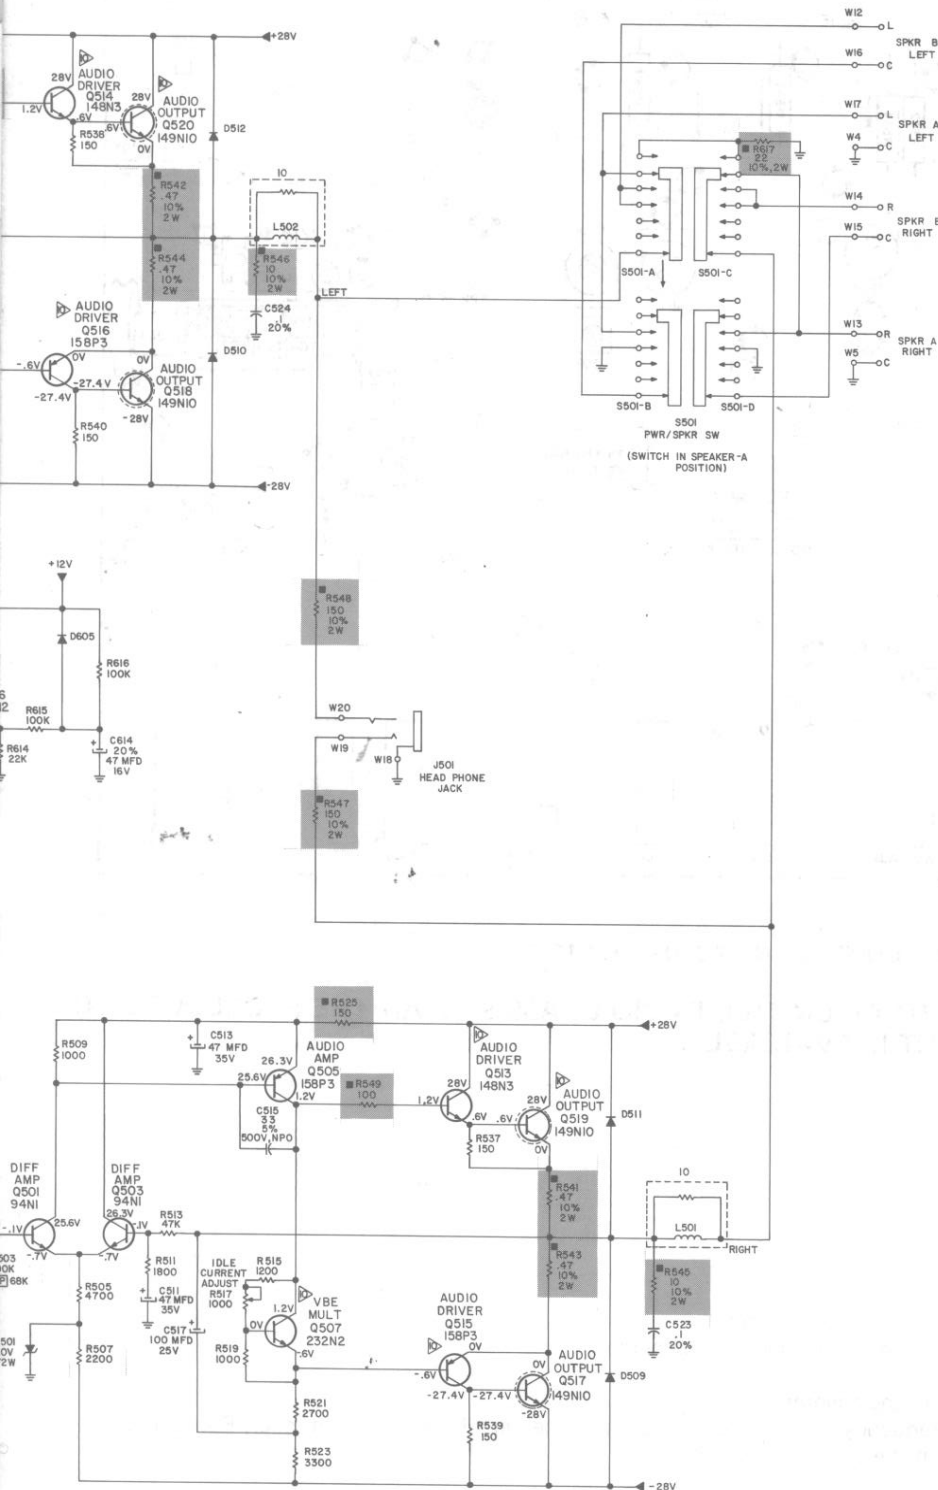 +28V
10
AUDIO
DRIVER
Q514
148N3
28V
1.2V
.6V
R538
150
10
AUDIO
OUTPUT
Q520
149N10
28V
.6V
0V
D512
R542
.47
10%
2W
R544
.47
10%
2W
10
L502
R546
10
10%
2W
C524
.1
20%
LEFT
10
AUDIO
DRIVER
Q516
158P3
0V
-.6V
-27.4V
-27.4V
R540
150
0V
AUDIO
OUTPUT
Q518
149N10
-28V
D510
-28V
W12
L
SPKR B
LEFT
W16
C
W17
L
SPKR A
LEFT
W4
C
R617
22
10%, 2W
W14
R
SPKR B
RIGHT
W15
C
S501-A
S501-C
W13
R
SPKR A
RIGHT
W5
C
S501-B
S501-D
S501
PWR/SPKR SW
(SWITCH IN SPEAKER-A
POSITION)
+12V
D605
R616
100K
R615
100K
R614
22K
+
C614
20%
47 MFD
16V
R548
150
10%
2W
W20
W19
W18
J501
HEAD PHONE
JACK
R547
150
10%
2W
R525
150
+28V
R509
1000
+
C513
47 MFD
35V
AUDIO
AMP
Q505
158P3
26.3V
25.6V
1.2V
R549
100
C515
33
5%
500V, NPO
10
AUDIO
DRIVER
Q513
148N3
28V
1.2V
.6V
R537
150
10
AUDIO
OUTPUT
Q519
149N10
28V
.6V
0V
D511
DIFF
AMP
Q501
94N1
-.1V
25.6V
-.7V
DIFF
AMP
Q503
94N1
26.3V
-.1V
-.7V
R513
47K
R511
1800
+
C511
47 MFD
35V
R505
4700
R507
2200
68K
C517
100 MFD
25V
+
IDLE
CURRENT
ADJUST
R517
1000
R515
1200
0V
R519
1000
10
VBE
MULT
Q507
232N2
1.2V
-.6V
R521
2700
R523
3300
R541
.47
10%
2W
R543
.47
10%
2W
10
L501
RIGHT
R545
10
10%
2W
C523
.1
20%
AUDIO
DRIVER
Q515
158P3
10
0V
-.6V
-27.4V
-27.4V
R539
150
0V
AUDIO
OUTPUT
Q517
149N10
-28V
D509
-28V